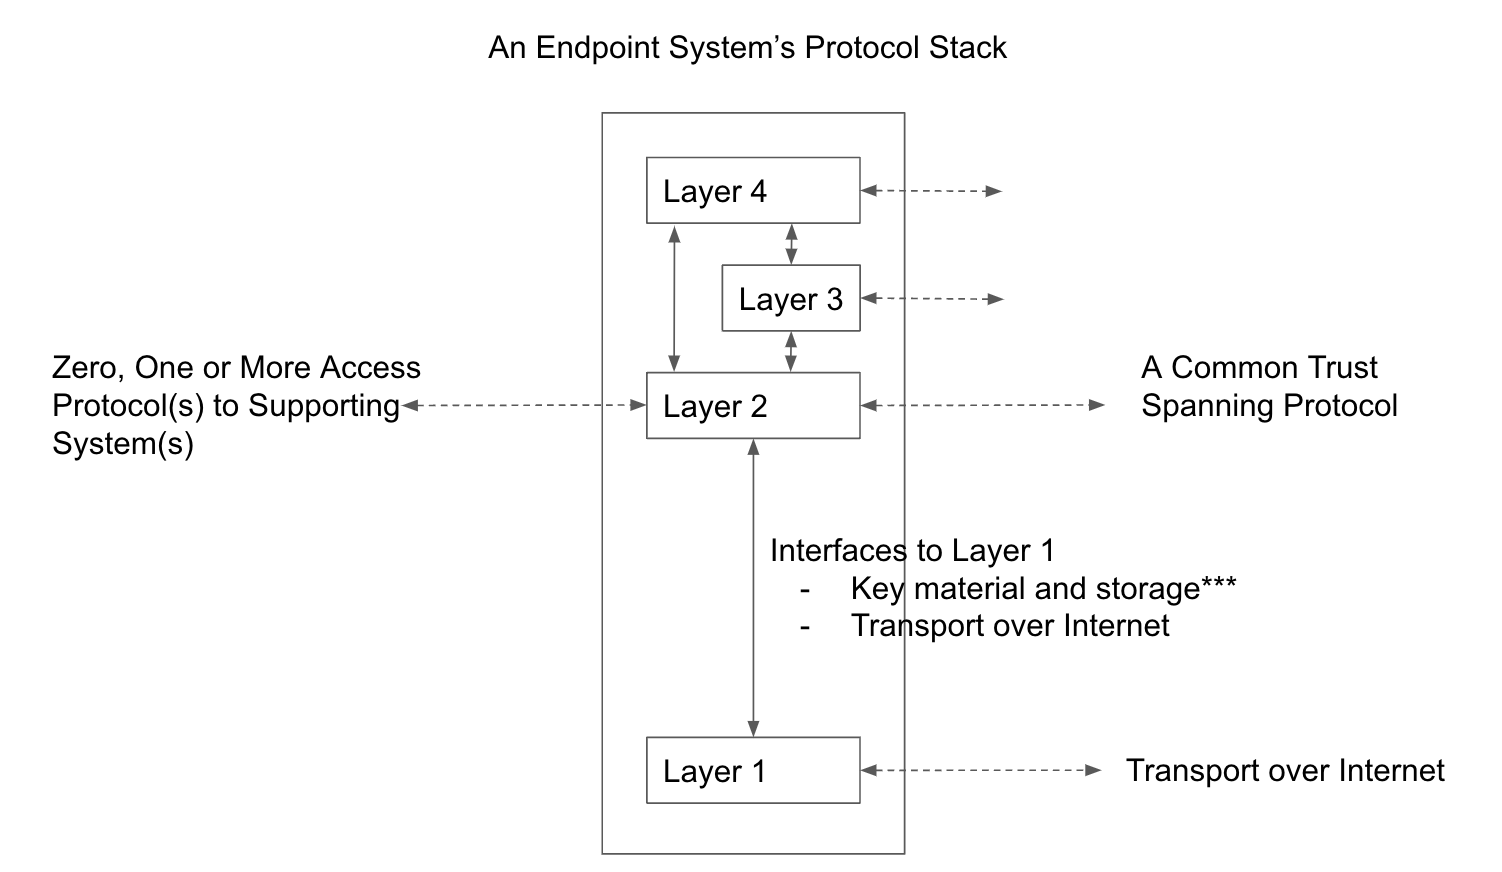 An Endpoint System’s Protocol Stack
Layer 4
Layer 3
Zero, One or More Access
Protocol(s) to Supporting
System(s)
Layer 2
A Common Trust
Spanning Protocol
Interfaces to Layer 1
- Key material and storage***
- Transport over Internet
Layer 1
Transport over Internet